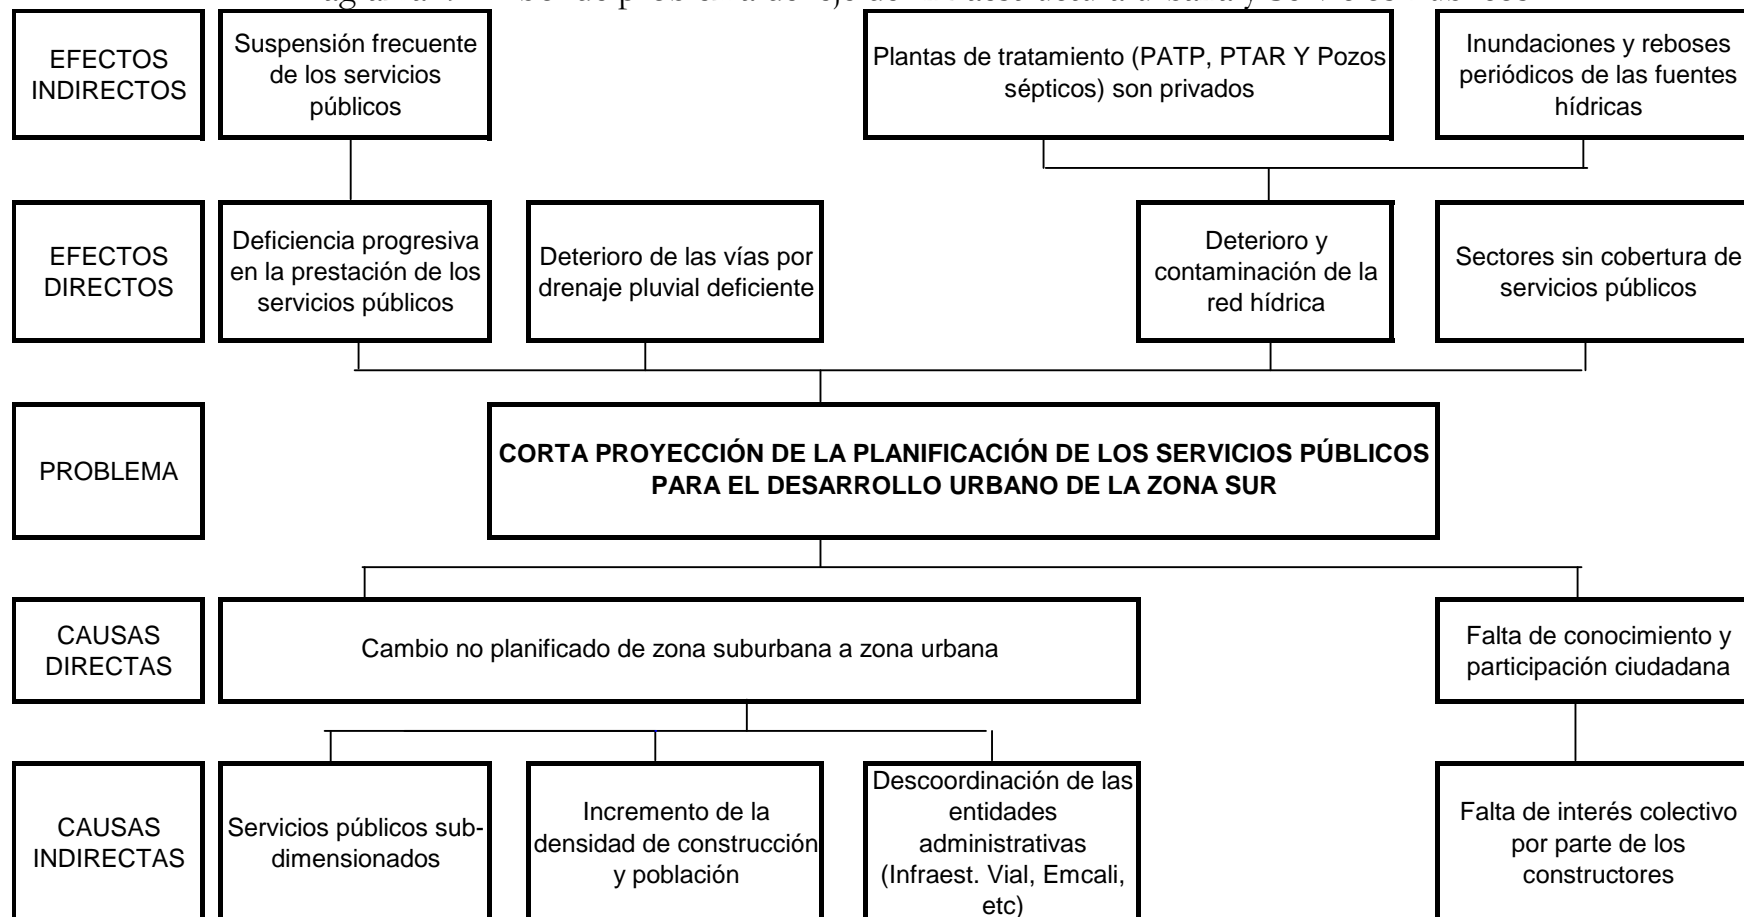 EFECTOS
INDIRECTOS
Suspensión frecuente
de los servicios
públicos
Plantas de tratamiento (PATP, PTAR Y Pozos
sépticos) son privados
Inundaciones y reboses
periódicos de las fuentes
hídricas
EFECTOS
DIRECTOS
Deficiencia progresiva
en la prestación de los
servicios públicos
Deterioro de las vías por
drenaje pluvial deficiente
Deterioro y
contaminación de la
red hídrica
Sectores sin cobertura de
servicios públicos
PROBLEMA
CORTA PROYECCIÓN DE LA PLANIFICACIÓN DE LOS SERVICIOS PÚBLICOS
PARA EL DESARROLLO URBANO DE LA ZONA SUR
CAUSAS
DIRECTAS
Cambio no planificado de zona suburbana a zona urbana
Falta de conocimiento y
participación ciudadana
CAUSAS
INDIRECTAS
Servicios públicos sub-
dimensionados
Incremento de la
densidad de construcción
y población
Descoordinación de las
entidades
administrativas
(Infraest. Vial, Emcali,
etc)
Falta de interés colectivo
por parte de los
constructores